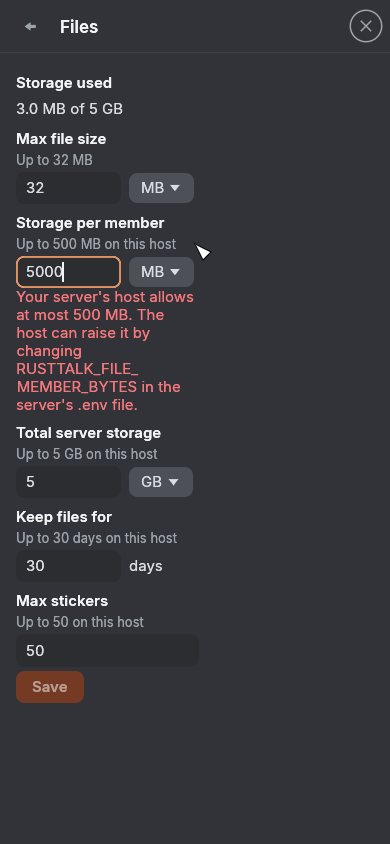 Files
Storage used
3.0 MB of 5 GB
Max file size
Up to 32 MB
32 MB
Storage per member
Up to 500 MB on this host
5000 MB
Your server's host allows
at most 500 MB. The
host can raise it by
changing
RUSTTALK_FILE_
MEMBER_BYTES in the
server's .env file.
Total server storage
Up to 5 GB on this host
5 GB
Keep files for
Up to 30 days on this host
30 days
Max stickers
Up to 50 on this host
50
Save